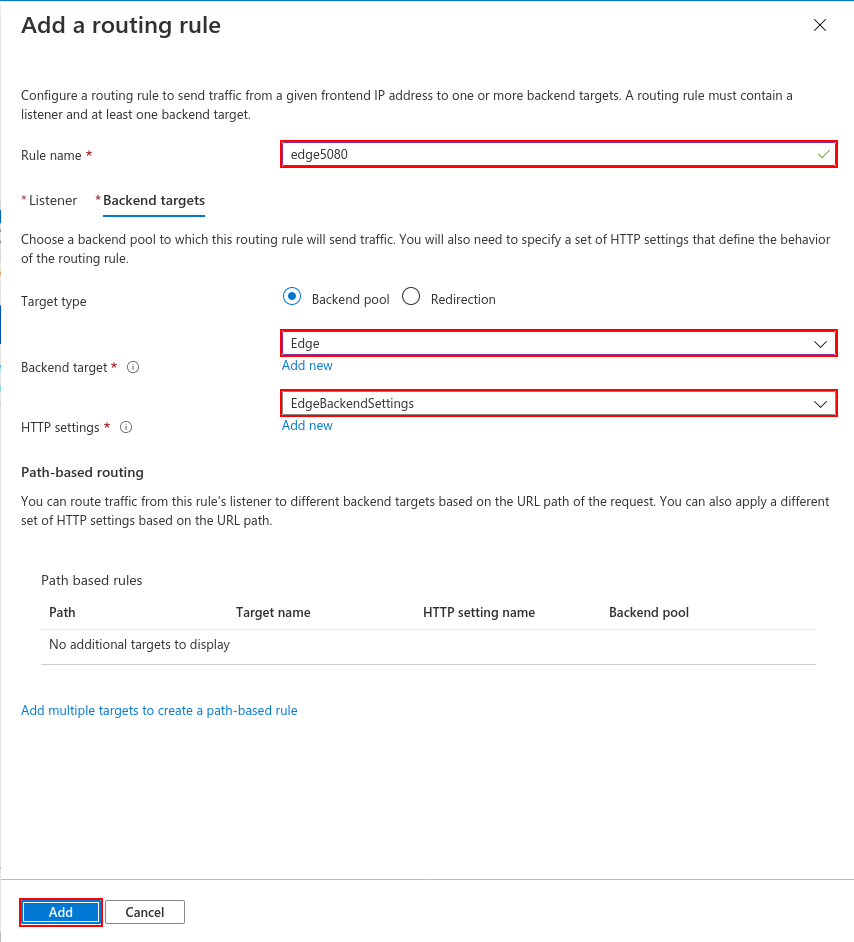 Add a routing rule
Configure a routing rule to send traffic from a given frontend IP address to one or more backend targets. A routing rule must contain a
listener and at least one backend target.
Rule name *
edge5080
* Listener
* Backend targets
Choose a backend pool to which this routing rule will send traffic. You will also need to specify a set of HTTP settings that define the behavior
of the routing rule.
Target type
Backend pool
Redirection
Edge
Backend target *
Add new
EdgeBackendSettings
HTTP settings *
Add new
Path-based routing
You can route traffic from this rule's listener to different backend targets based on the URL path of the request. You can also apply a different
set of HTTP settings based on the URL path.
Path based rules
Path Target name HTTP setting name Backend pool
No additional targets to display
Add multiple targets to create a path-based rule
Add
Cancel